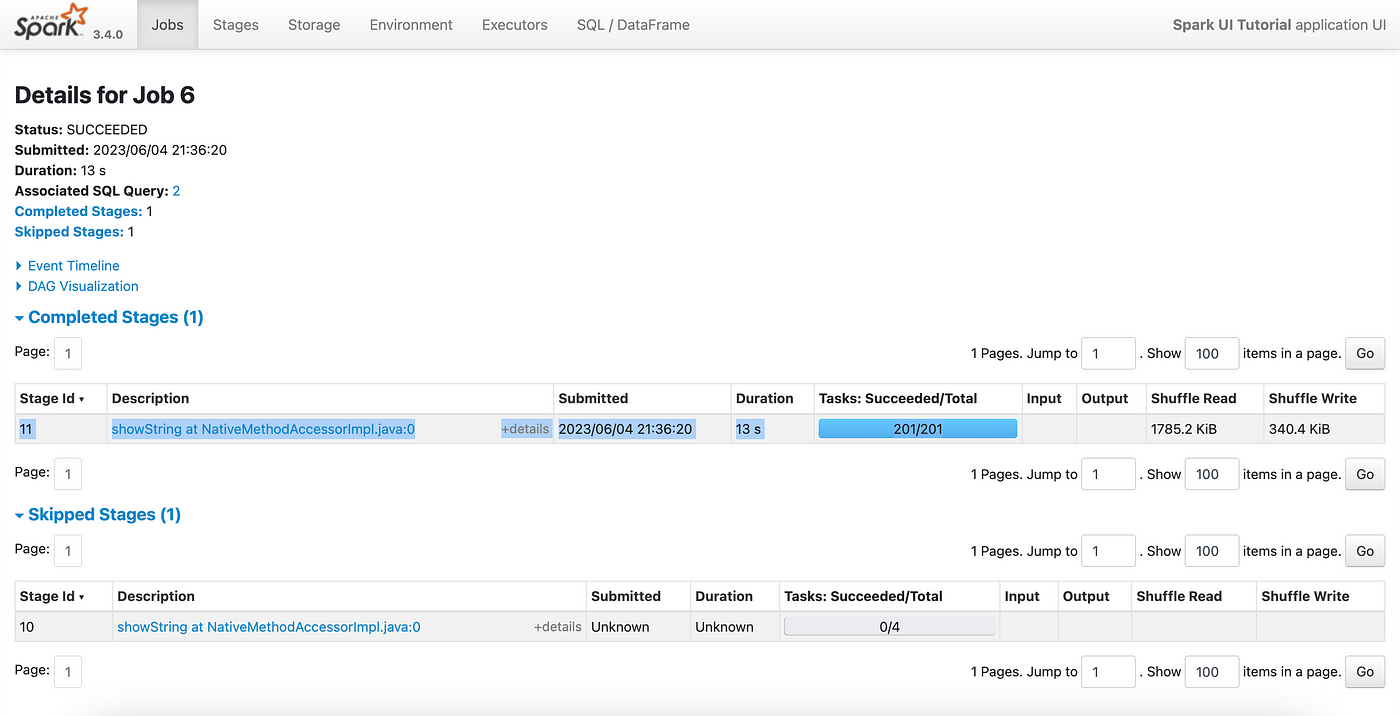 APACHE Spark 3.4.0 Jobs Stages Storage Environment Executors SQL / DataFrame Spark UI Tutorial application UI
Details for Job 6
Status: SUCCEEDED
Submitted: 2023/06/04 21:36:20
Duration: 13 s
Associated SQL Query: 2
Completed Stages: 1
Skipped Stages: 1
Event Timeline
DAG Visualization
Completed Stages (1)
Page: 1 1 Pages. Jump to 1 . Show 100 items in a page. Go
Stage Id Description Submitted Duration Tasks: Succeeded/Total Input Output Shuffle Read Shuffle Write
11 showString at NativeMethodAccessorImpl.java:0 +details 2023/06/04 21:36:20 13 s 201/201 1785.2 KiB 340.4 KiB
Page: 1 1 Pages. Jump to 1 . Show 100 items in a page. Go
Skipped Stages (1)
Page: 1 1 Pages. Jump to 1 . Show 100 items in a page. Go
Stage Id Description Submitted Duration Tasks: Succeeded/Total Input Output Shuffle Read Shuffle Write
10 showString at NativeMethodAccessorImpl.java:0 +details Unknown Unknown 0/4
Page: 1 1 Pages. Jump to 1 . Show 100 items in a page. Go